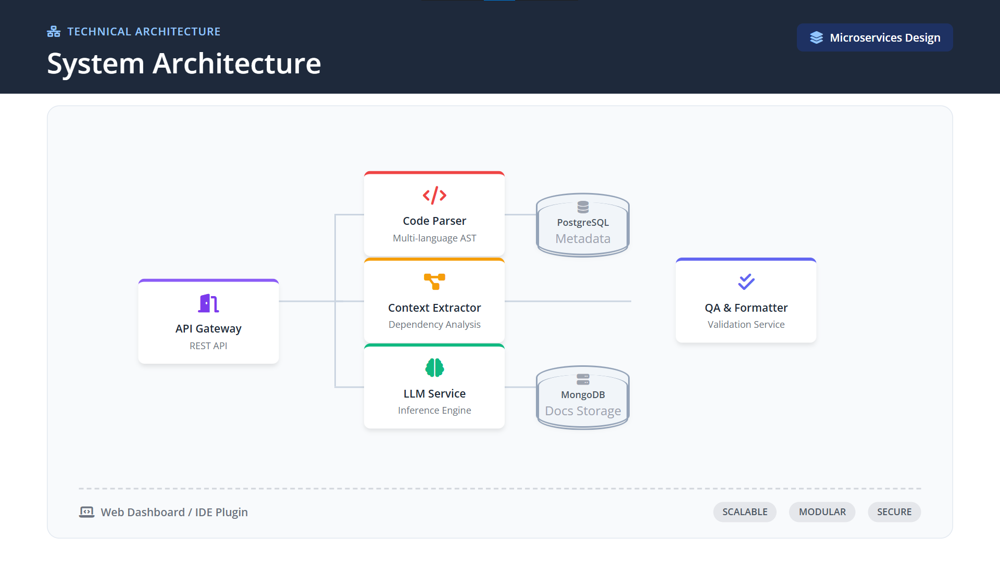 TECHNICAL ARCHITECTURE
System Architecture
Microservices Design
API Gateway
REST API
Code Parser
Multi-language AST
Context Extractor
Dependency Analysis
LLM Service
Inference Engine
PostgreSQL
Metadata
MongoDB
Docs Storage
QA & Formatter
Validation Service
Web Dashboard / IDE Plugin
SCALABLE
MODULAR
SECURE